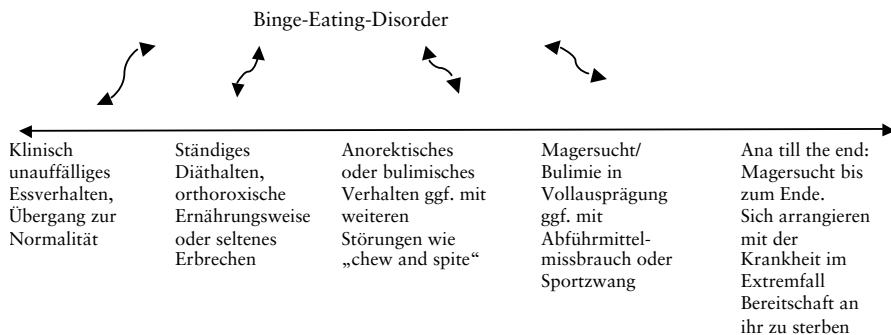 Binge-Eating-Disorder
Klinisch
unauffälliges
Essverhalten,
Übergang zur
Normalität
Ständiges
Diäthalten,
orthoroxische
Ernährungsweise
oder seltenes
Erbrechen
Anorektisches
oder bulimisches
Verhalten ggf. mit
weiteren
Störungen wie
„chew and spite“
Magersucht/
Bulimie in
Vollausprägung
ggf. mit
Abführmittel-
missbrauch oder
Sportzwang
Ana till the end:
Magersucht bis
zum Ende.
Sich arrangieren
mit der
Krankheit im
Extremfall
Bereitschaft an
ihr zu sterben